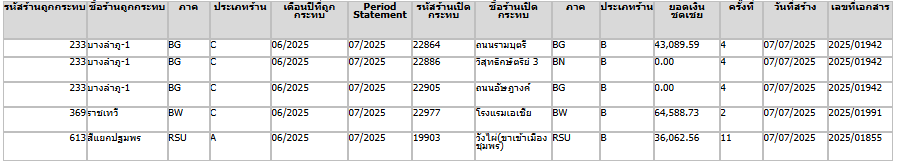 รหัสร้านถูกกระทบ ชื่อร้านถูกกระทบ ภาค ประเภทร้าน เดือนปีที่ถูกกระทบ Period Statement รหัสร้านเปิดกระทบ ชื่อร้านเปิดกระทบ ภาค ประเภทร้าน ยอดเงินชดเชย ครั้งที่ วันที่สร้าง เลขที่เอกสาร
233 บางลำภู-1 BG C 06/2025 07/2025 22864 ถนนรามบุตรี BG B 43,089.59 4 07/07/2025 2025/01942
233 บางลำภู-1 BG C 06/2025 07/2025 22886 วิสุทธิกษัตริย์ 3 BN B 0.00 4 07/07/2025 2025/01942
233 บางลำภู-1 BG C 06/2025 07/2025 22905 ถนนอัษฎางค์ BG B 0.00 4 07/07/2025 2025/01942
369 ราชเทวี BW C 06/2025 07/2025 22977 โรงแรมเอเชีย BW B 64,588.73 2 07/07/2025 2025/01991
613 สี่แยกปฐมพร RSU A 06/2025 07/2025 19903 วังไผ่(ขาเข้าเมืองชุมพร) RSU B 36,062.56 11 07/07/2025 2025/01855